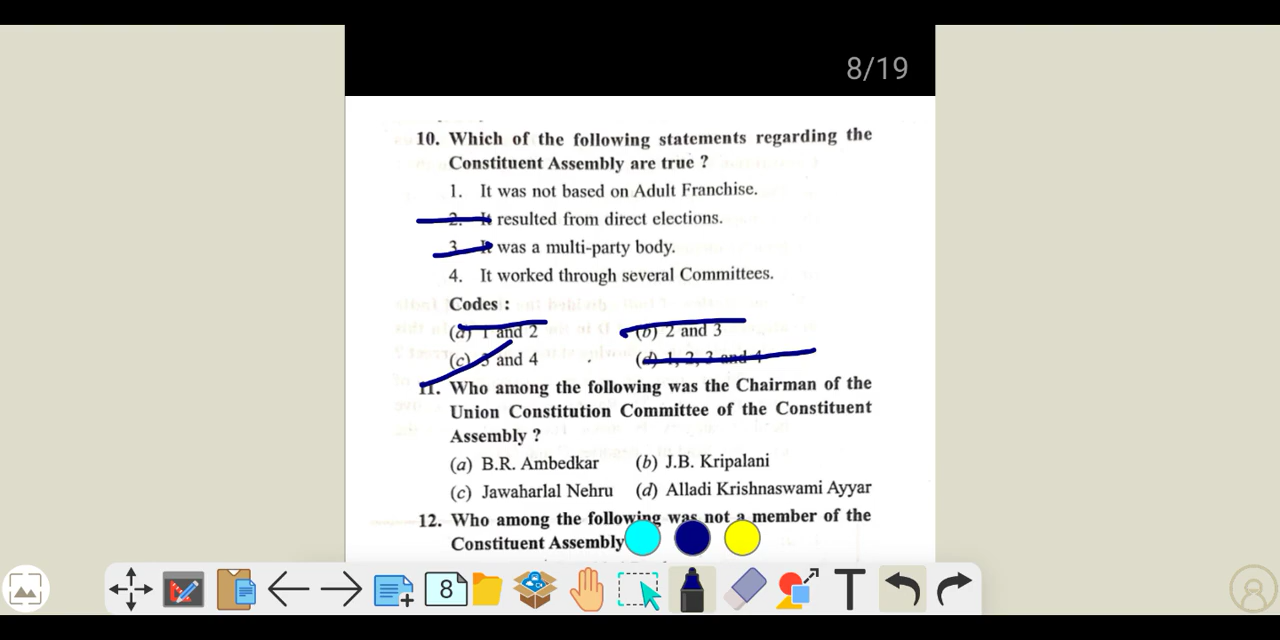 8/19
10. Which of the following statements regarding the
Constituent Assembly are true ?
1. It was not based on Adult Franchise.
2. It resulted from direct elections.
3. It was a multi-party body.
4. It worked through several Committees.
Codes :
(a) 1 and 2 (b) 2 and 3
(c) 3 and 4 (d) 1, 2, 3 and 4
11. Who among the following was the Chairman of the
Union Constitution Committee of the Constituent
Assembly ?
(a) B.R. Ambedkar (b) J.B. Kripalani
(c) Jawaharlal Nehru (d) Alladi Krishnaswami Ayyar
12. Who among the following was not a member of the
Constituent Assembly
8
T